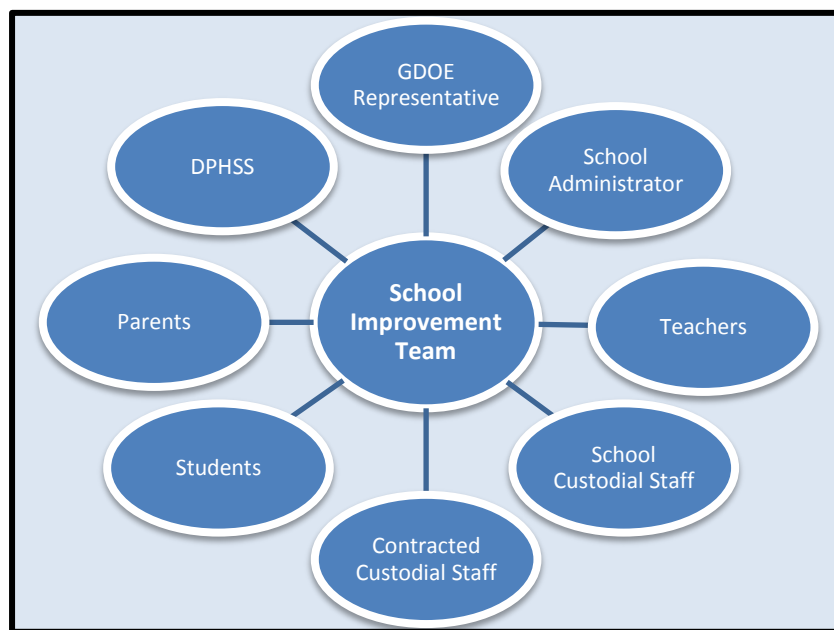 GDOE
Representative
DPHSS
School
Administrator
Parents
School
Improvement
Team
Teachers
Students
School
Custodial Staff
Contracted
Custodial Staff